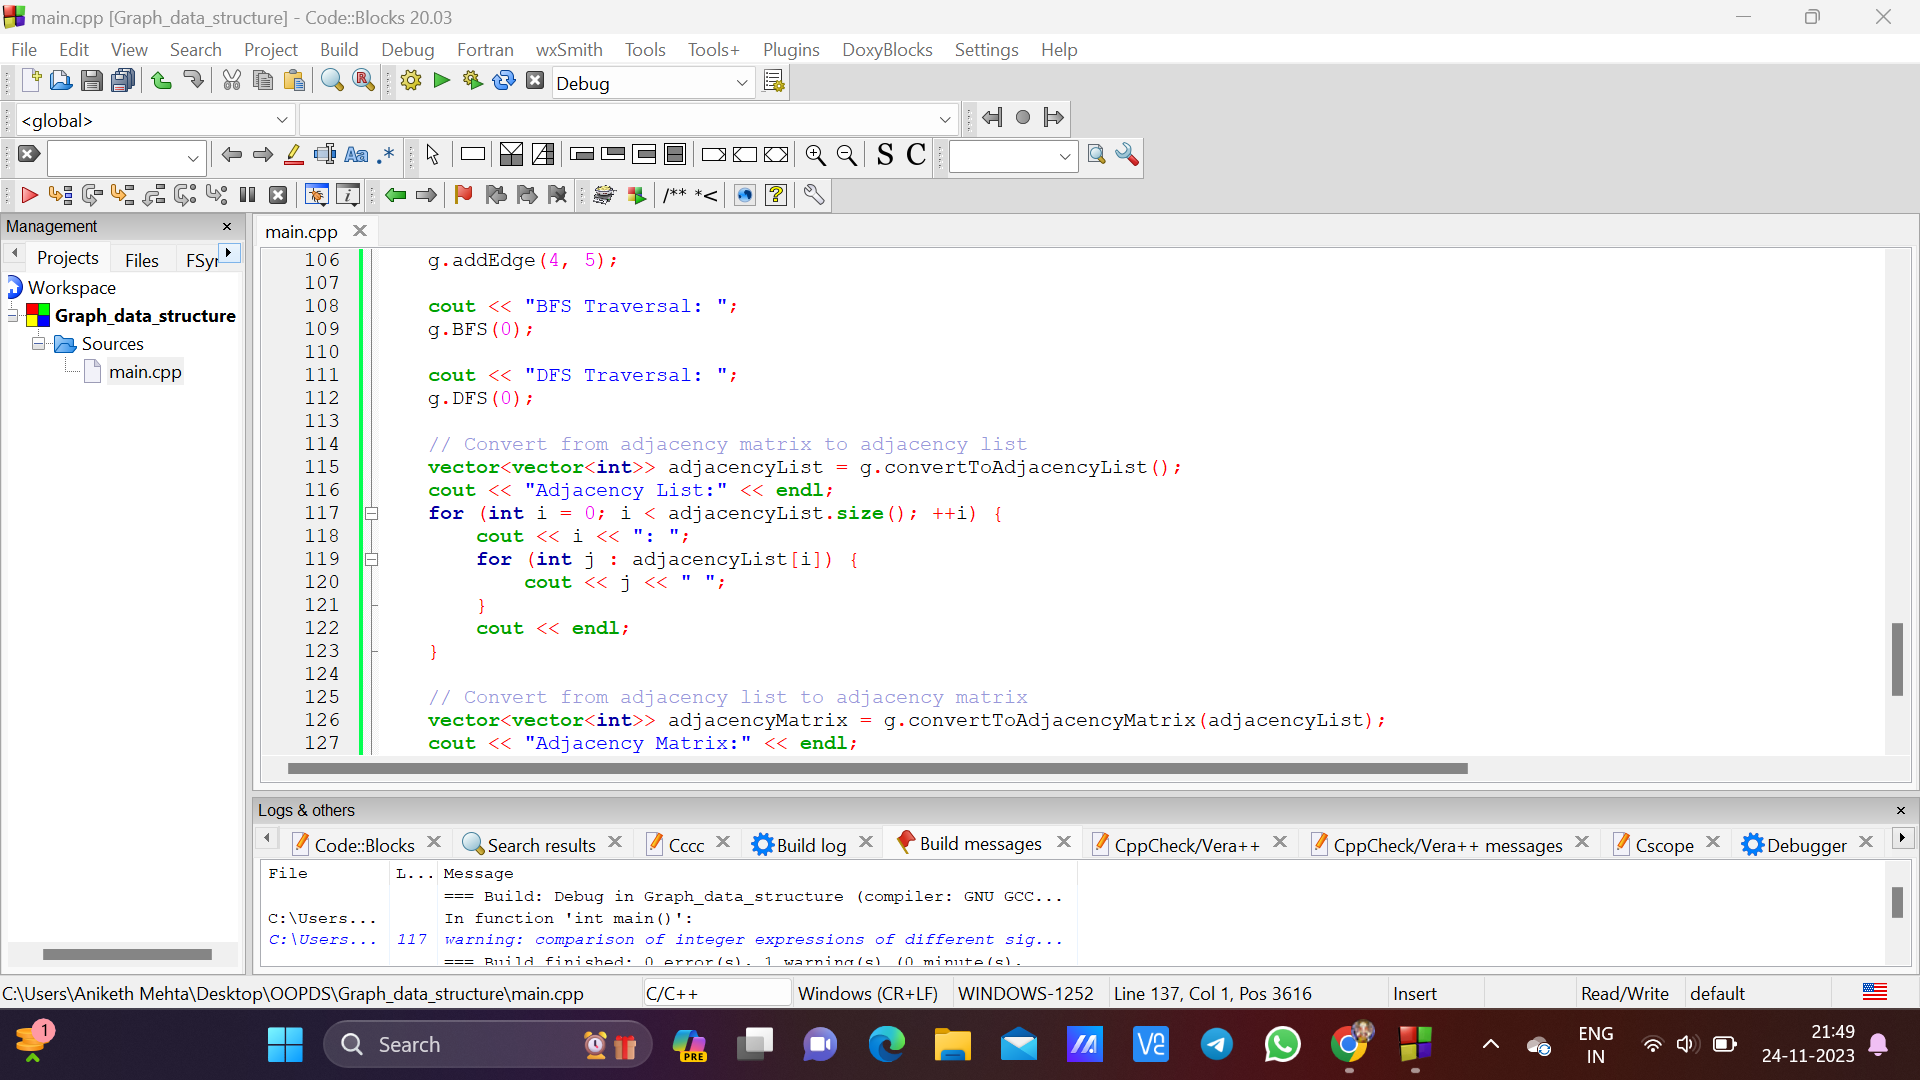 main.cpp [Graph_data_structure] - Code::Blocks 20.03
File Edit View Search Project Build Debug Fortran wxSmith Tools Tools+ Plugins DoxyBlocks Settings Help
Debug
<global>
Aa .* S C
/** *<
Management
Projects Files FSyr
Workspace
Graph_data_structure
Sources
main.cpp
main.cpp
106 g.addEdge(4, 5);
107
108 cout << "BFS Traversal: ";
109 g.BFS(0);
110
111 cout << "DFS Traversal: ";
112 g.DFS(0);
113
114 // Convert from adjacency matrix to adjacency list
115 vector<vector<int>> adjacencyList = g.convertToAdjacencyList();
116 cout << "Adjacency List:" << endl;
117 for (int i = 0; i < adjacencyList.size(); ++i) {
118 cout << i << ": ";
119 for (int j : adjacencyList[i]) {
120 cout << j << " ";
121 }
122 cout << endl;
123 }
124
125 // Convert from adjacency list to adjacency matrix
126 vector<vector<int>> adjacencyMatrix = g.convertToAdjacencyMatrix(adjacencyList);
127 cout << "Adjacency Matrix:" << endl;
Logs & others
Code::Blocks Search results Cccc Build log Build messages CppCheck/Vera++ CppCheck/Vera++ messages Cscope Debugger
File L... Message
=== Build: Debug in Graph_data_structure (compiler: GNU GCC...
C:\Users... In function 'int main()':
C:\Users... 117 warning: comparison of integer expressions of different sig...
=== Build finished: 0 error(s), 1 warning(s) (0 minute(s),
C:\Users\Aniketh Mehta\Desktop\OOPDS\Graph_data_structure\main.cpp C/C++ Windows (CR+LF) WINDOWS-1252 Line 137, Col 1, Pos 3616 Insert Read/Write default
1
Search
PRE
ENG
IN
21:49
24-11-2023